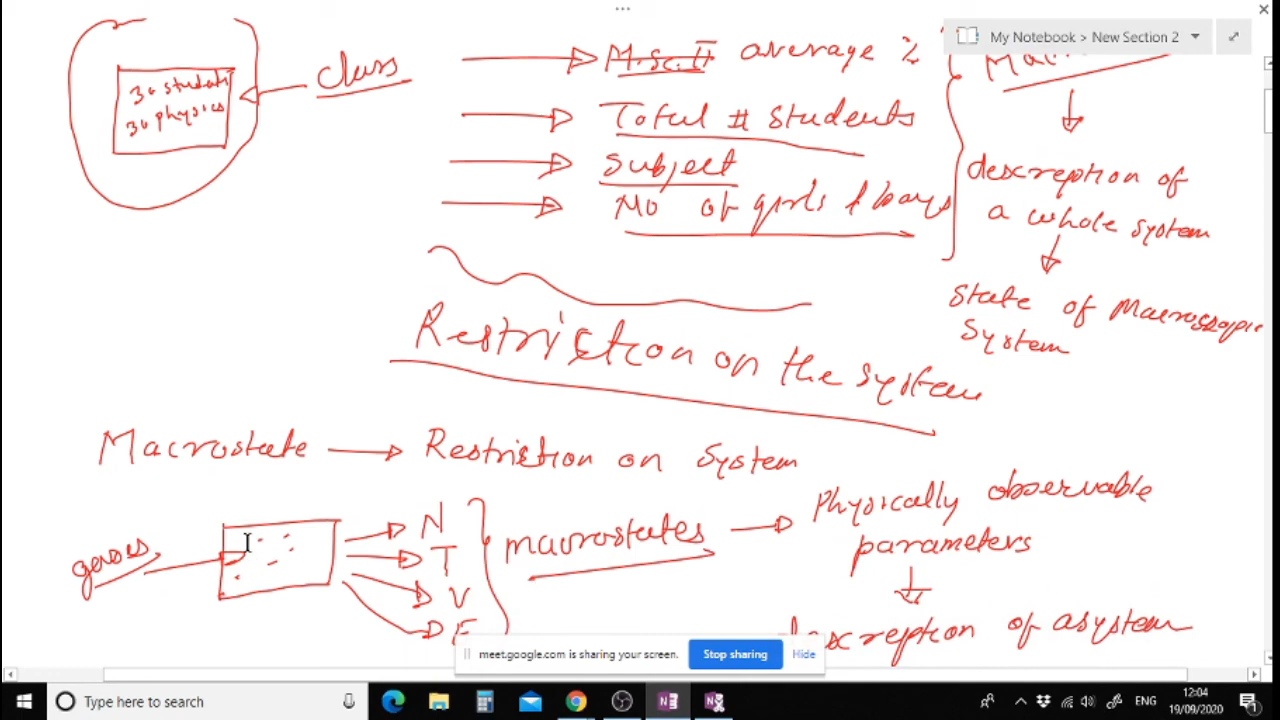 My Notebook > New Section 2
30 students
30 physics
class
M.Sc.II average %
Total # students
Subject
No of girls & boys
descreption of
a whole system
state of Macroscopic
System
Restriction on the system
Macrostate → Restriction on System
gases
N
T
V
E
macrostates
Physically observable
parameters
descreption of a system
meet.google.com is sharing your screen.
Stop sharing
Hide
Type here to search
ENG
12:04
19/09/2020
1